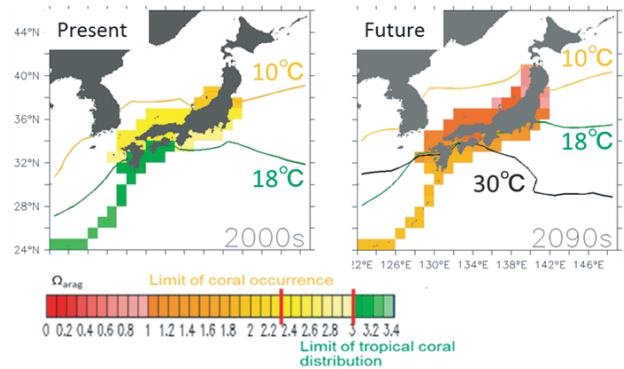 Present
Future
44°N
40°N
36°N
32°N
28°N
24°N
10℃
18℃
2000s
10℃
18℃
30℃
2090s
22°E 126°E 130°E 134°E 138°E 142°E 146°E
Ωarag
Limit of coral occurrence
0 0.2 0.4 0.6 0.8 1 1.2 1.4 1.6 1.8 2 2.2 2.4 2.6 2.8 3 3.2 3.4
Limit of tropical coral
distribution